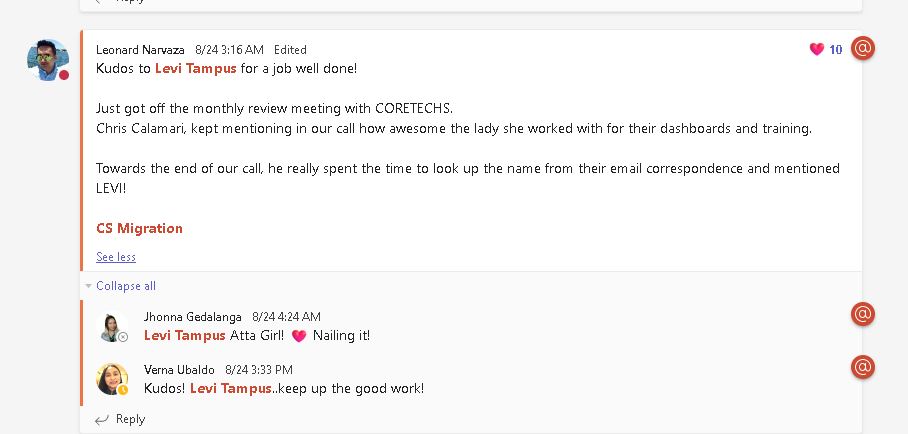 Reply
Leonard Narvaza 8/24 3:16 AM Edited
10
Kudos to Levi Tampus for a job well done!
Just got off the monthly review meeting with CORETECHS.
Chris Calamari, kept mentioning in our call how awesome the lady she worked with for their dashboards and training.
Towards the end of our call, he really spent the time to look up the name from their email correspondence and mentioned
LEVI!
CS Migration
See less
Collapse all
Jhonna Gedalanga 8/24 4:24 AM
Levi Tampus Atta Girl! 💗 Nailing it!
Verna Ubaldo 8/24 3:33 PM
Kudos! Levi Tampus..keep up the good work!
Reply